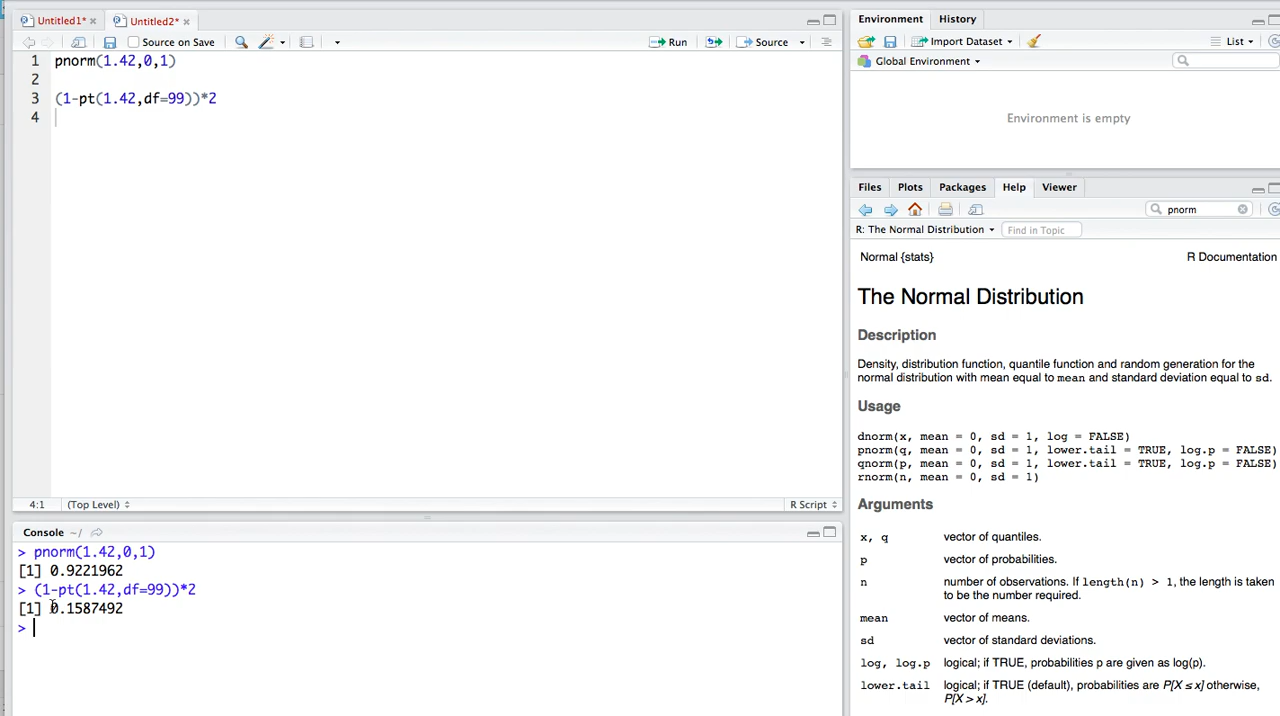 Untitled1* × Untitled2* ×
Source on Save Run Source
1 pnorm(1.42,0,1)
2
3 (1-pt(1.42,df=99))*2
4
4:1 (Top Level) R Script
Console ~/
> pnorm(1.42,0,1)
[1] 0.9221962
> (1-pt(1.42,df=99))*2
[1] 0.1587492
>
Environment History
Import Dataset List
Global Environment
Environment is empty
Files Plots Packages Help Viewer
pnorm
R: The Normal Distribution Find in Topic
Normal {stats} R Documentation
The Normal Distribution
Description
Density, distribution function, quantile function and random generation for the
normal distribution with mean equal to mean and standard deviation equal to sd.
Usage
dnorm(x, mean = 0, sd = 1, log = FALSE)
pnorm(q, mean = 0, sd = 1, lower.tail = TRUE, log.p = FALSE)
qnorm(p, mean = 0, sd = 1, lower.tail = TRUE, log.p = FALSE)
rnorm(n, mean = 0, sd = 1)
Arguments
x, q vector of quantiles.
p vector of probabilities.
n number of observations. If length(n) > 1, the length is taken
to be the number required.
mean vector of means.
sd vector of standard deviations.
log, log.p logical; if TRUE, probabilities p are given as log(p).
lower.tail logical; if TRUE (default), probabilities are P[X ≤ x] otherwise,
P[X > x].